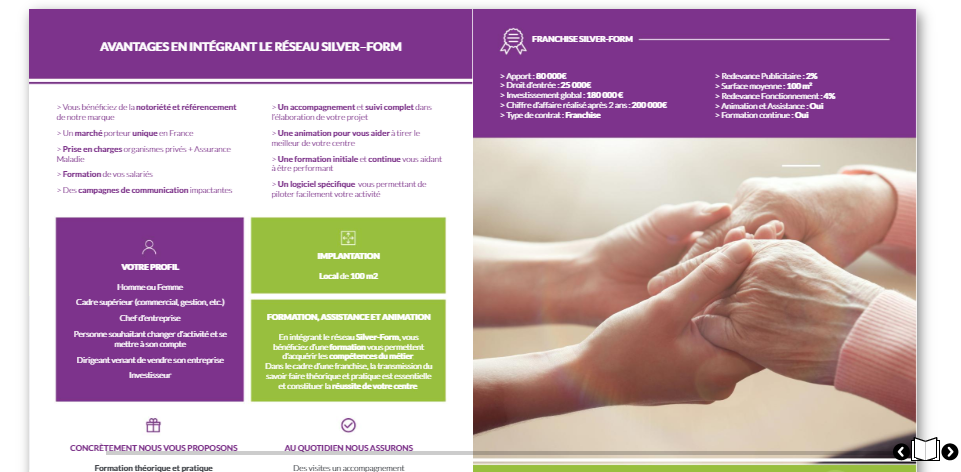 AVANTAGES EN INTÉGRANT LE RÉSEAU SILVER-FORM
> Vous bénéficiez de la notoriété et référencement
de notre marque
> Un marché porteur unique en France
> Prise en charges organismes privés + Assurance
Maladie
> Formation de vos salariés
> Des campagnes de communication impactantes
> Un accompagnement et suivi complet dans
l'élaboration de votre projet
> Une animation pour vous aider à tirer le
meilleur de votre centre
> Une formation initiale et continue vous aidant
à être performant
> Un logiciel spécifique vous permettant de
piloter facilement votre activité
VOTRE PROFIL
Homme ou Femme
Cadre supérieur (commercial, gestion, etc.)
Chef d'entreprise
Personne souhaitant changer d'activité et se
mettre à son compte
Dirigeant venant de vendre son entreprise
Investisseur
IMPLANTATION
Local de 100 m2
FORMATION, ASSISTANCE ET ANIMATION
En intégrant le réseau Silver-Form, vous
bénéficiez d'une formation vous permettent
d'acquérir les compétences du métier
Dans le cadre d'une franchise, la transmission du
savoir faire théorique et pratique est essentielle
et constituer la réussite de votre centre
CONCRÈTEMENT NOUS VOUS PROPOSONS
Formation théorique et pratique
AU QUOTIDIEN NOUS ASSURONS
Des visites un accompagnement
FRANCHISE SILVER-FORM
> Apport : 80 000€
> Droit d'entrée : 25 000€
> Investissement global : 180 000 €
> Chiffre d'affaire réalisé après 2 ans : 200 000€
> Type de contrat : Franchise
> Redevance Publicitaire : 2%
> Surface moyenne : 100 m²
> Redevance Fonctionnement : 4%
> Animation et Assistance : Oui
> Formation continue : Oui